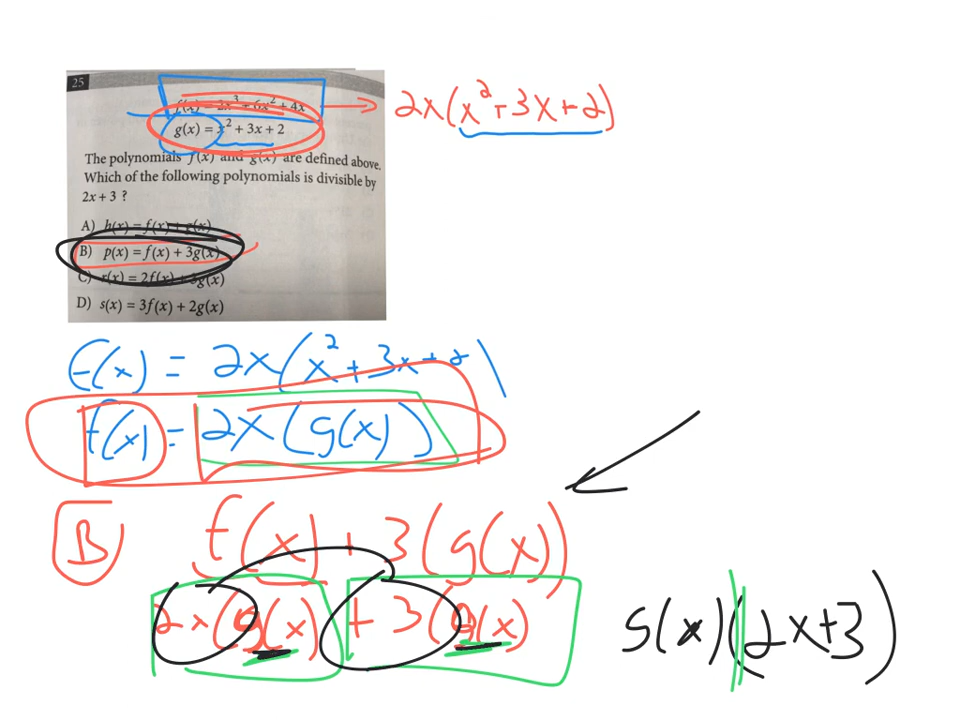 25
f(x) = 2x³ + 6x² + 4x
g(x) = x² + 3x + 2
2x(x² + 3x + 2)
The polynomials f(x) and g(x) are defined above.
Which of the following polynomials is divisible by
2x + 3 ?
A) h(x) = f(x) + g(x)
B) p(x) = f(x) + 3g(x)
C) r(x) = 2f(x) + 3g(x)
D) s(x) = 3f(x) + 2g(x)
f(x) = 2x(x² + 3x + 2)
f(x) = 2x(g(x))
B f(x) + 3(g(x))
2x(g(x)) + 3(g(x))
s(x)(2x+3)